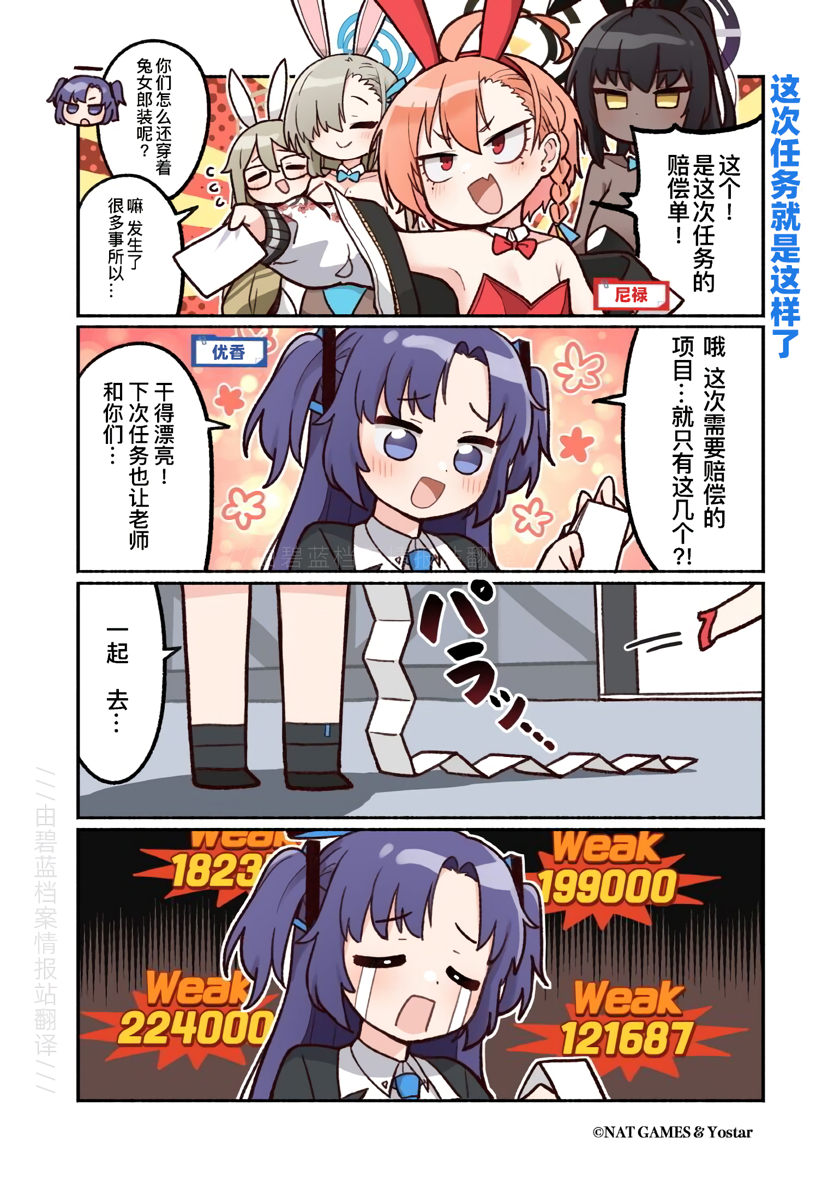 这次任务就是这样了
这个!
是这次任务的
赔偿单!
你们怎么还穿着
兔女郎装呢?
嘛 发生了
很多事所以…
尼禄
哦 这次需要赔偿的
项目…就只有这几个?!
优香
干得漂亮!
下次任务也让老师
和你们…
パラッ…
一起 去…
Weak
Weak
199000
Weak
224000
Weak
121687
///由碧蓝档案情报站翻译///
©NAT GAMES & Yostar